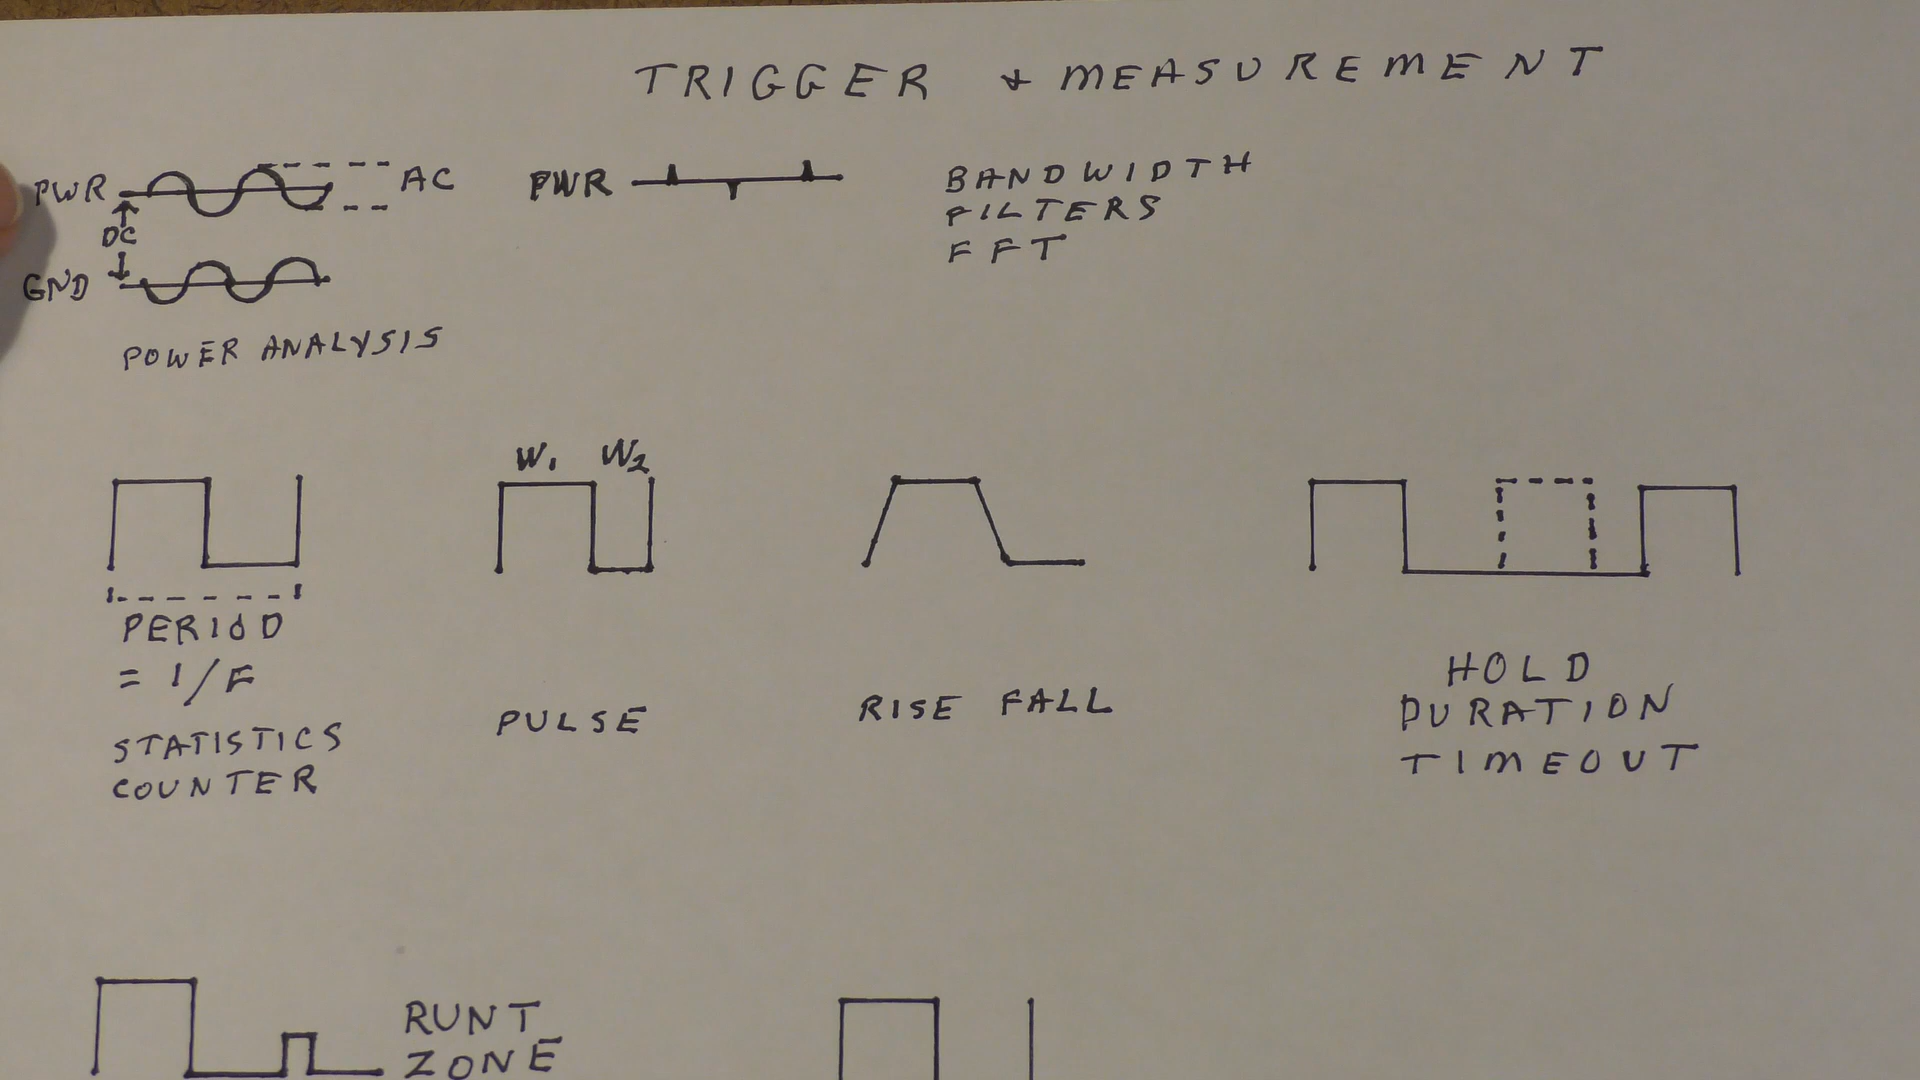 TRIGGER & MEASUREMENT
PWR
AC
DC
GND
POWER ANALYSIS
PWR
BANDWIDTH
FILTERS
FFT
PERIOD
= 1/F
STATISTICS
COUNTER
W1 W2
PULSE
RISE FALL
HOLD
DURATION
TIMEOUT
RUNT
ZONE